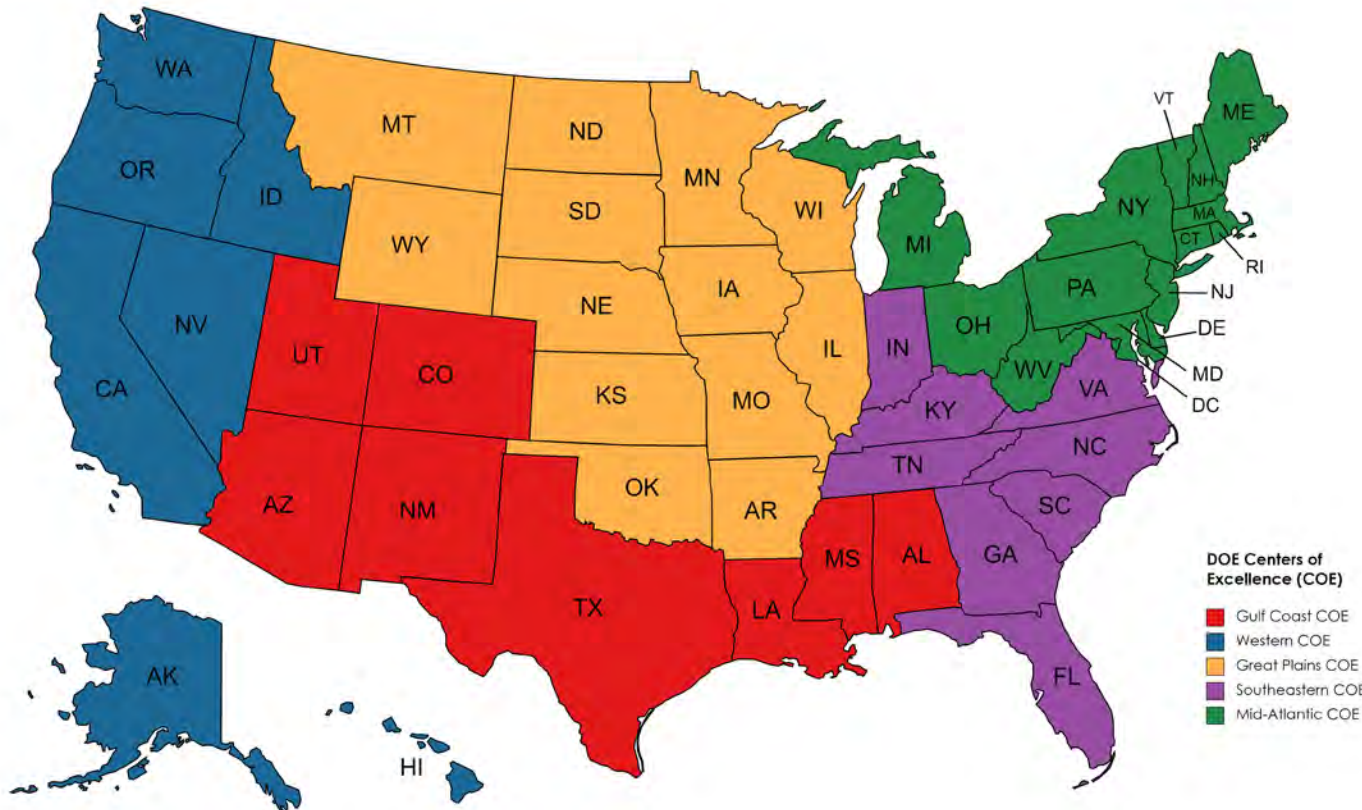 WA
MT
ND
MN
VT
ME
OR
ID
SD
WI
NH
NY
MA
MI
CT
RI
WY
IA
PA
NJ
NE
NV
OH
DE
UT
IL
IN
CO
WV
MD
CA
KS
MO
VA
DC
KY
NC
TN
OK
AZ
NM
AR
SC
MS
AL
GA
DOE Centers of
Excellence (COE)
TX
LA
Gulf Coast COE
Western COE
Great Plains COE
FL
Southeastern COE
Mid-Atlantic COE
AK
HI